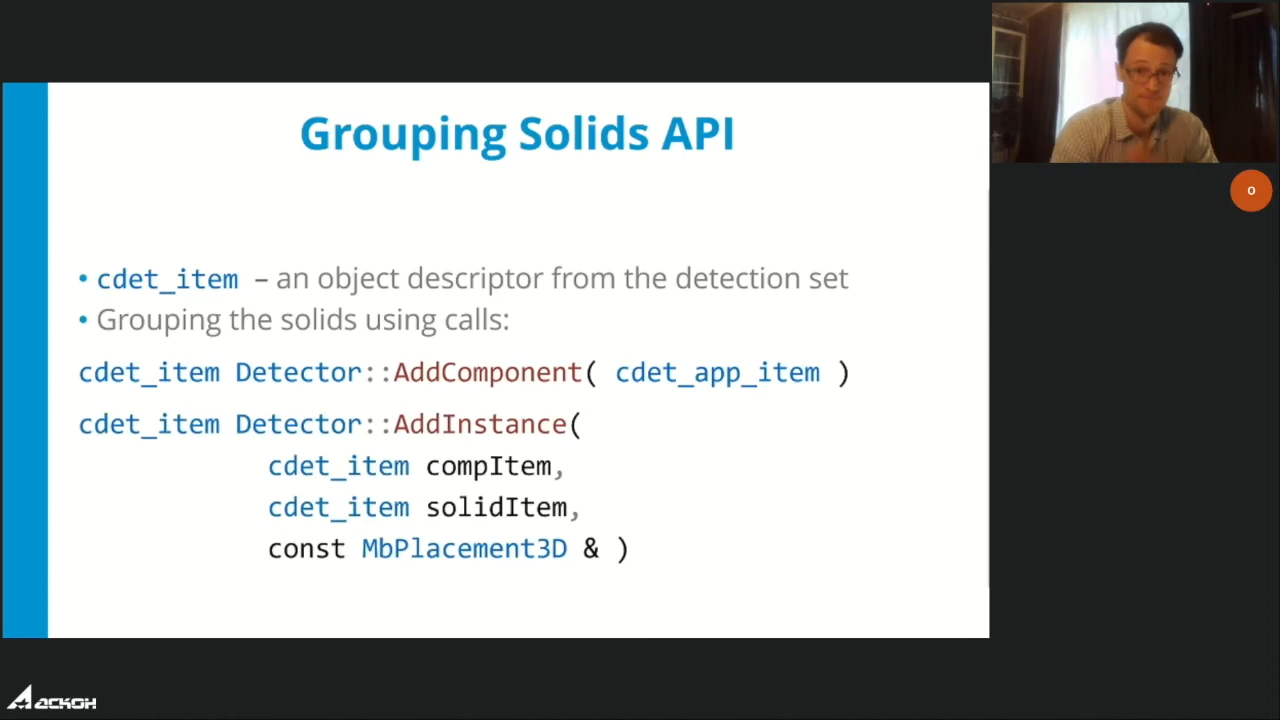 Grouping Solids API
O
• cdet_item – an object descriptor from the detection set
• Grouping the solids using calls:
cdet_item Detector::AddComponent( cdet_app_item )
cdet_item Detector::AddInstance(
cdet_item compItem,
cdet_item solidItem,
const MbPlacement3D & )
АСКОН